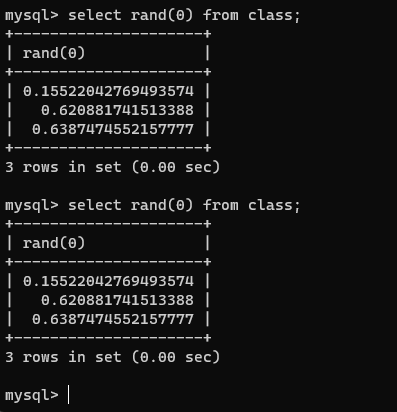 mysql> select rand(0) from class;
+---------------------+
| rand(0)             |
+---------------------+
| 0.15522042769493574 |
|   0.620881741513388 |
|  0.6387474552157777 |
+---------------------+
3 rows in set (0.00 sec)

mysql> select rand(0) from class;
+---------------------+
| rand(0)             |
+---------------------+
| 0.15522042769493574 |
|   0.620881741513388 |
|  0.6387474552157777 |
+---------------------+
3 rows in set (0.00 sec)

mysql>